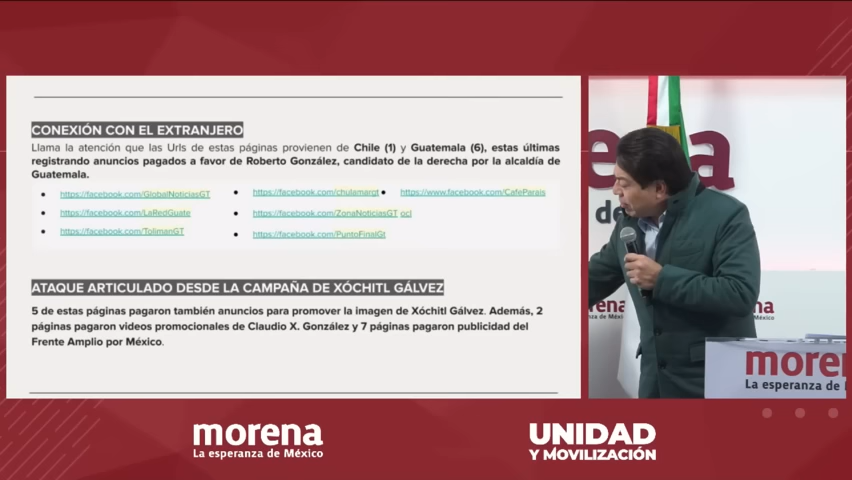 CONEXIÓN CON EL EXTRANJERO
Llama la atención que las Urls de estas páginas provienen de Chile (1) y Guatemala (6), estas últimas
registrando anuncios pagados a favor de Roberto González, candidato de la derecha por la alcaldía de
Guatemala.
https://facebook.com/GlobalNoticiasGT
https://facebook.com/chulamargt
https://www.facebook.com/CafeParais
https://facebook.com/LaRedGuate
https://facebook.com/ZonaNoticiasGT ocl
https://facebook.com/TolimanGT
https://facebook.com/PuntoFinalGt
ATAQUE ARTICULADO DESDE LA CAMPAÑA DE XÓCHITL GÁLVEZ
5 de estas páginas pagaron también anuncios para promover la imagen de Xóchitl Gálvez. Además, 2
páginas pagaron videos promocionales de Claudio X. González y 7 páginas pagaron publicidad del
Frente Amplio por México.
morena
La esperanza de
morena
La esperanza de México
UNIDAD
Y MOVILIZACIÓN